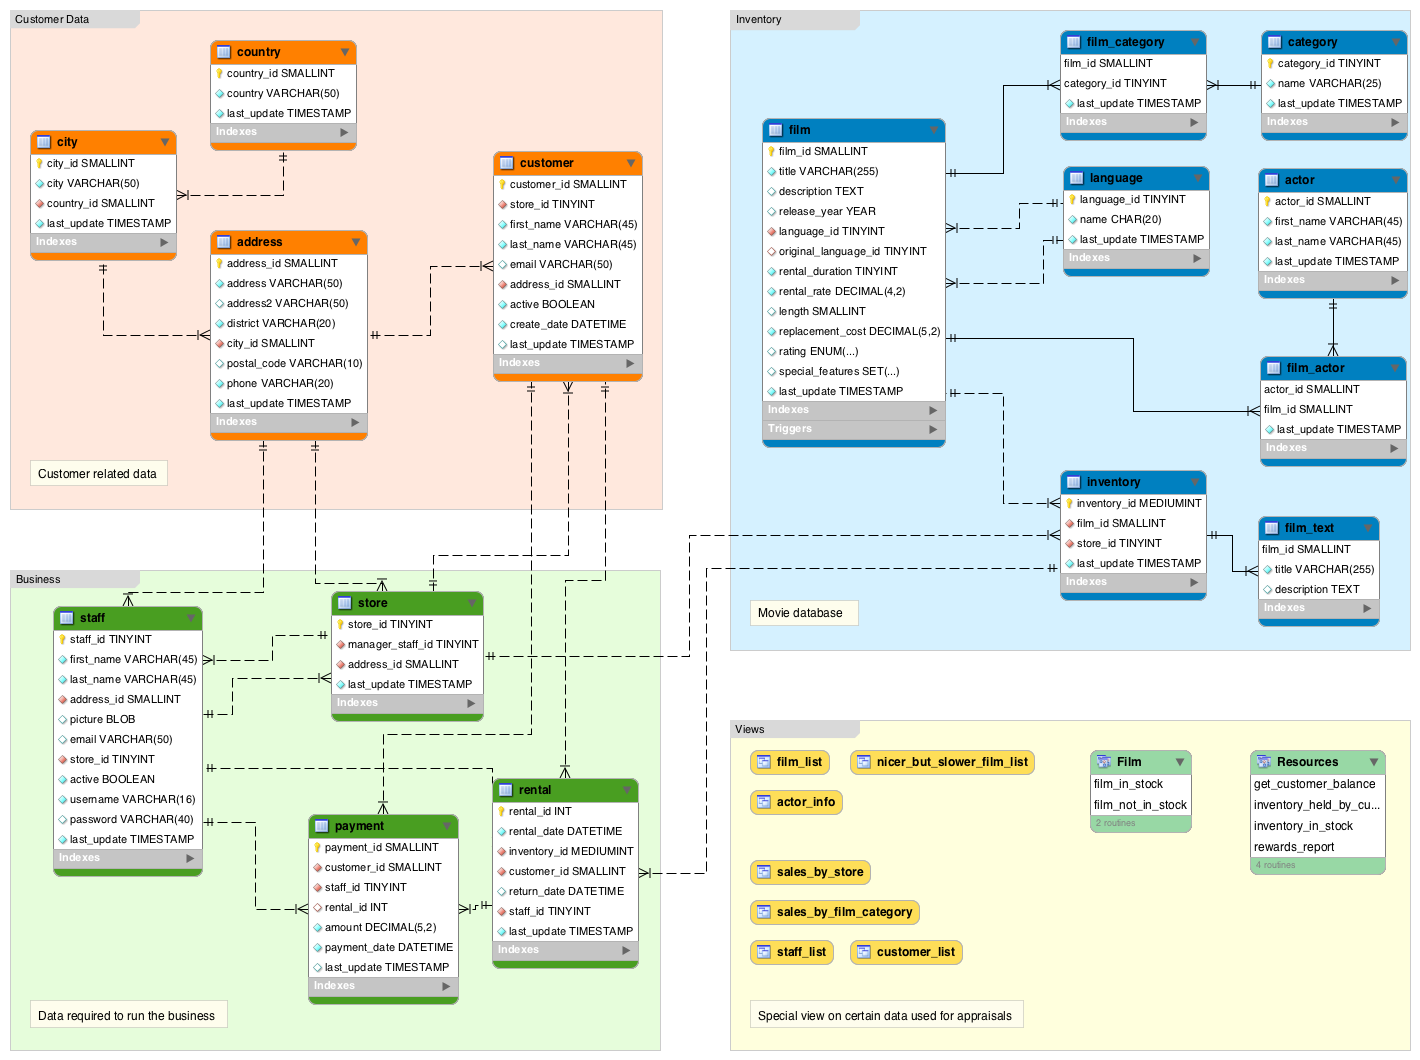 Customer Data
country
country_id SMALLINT
country VARCHAR(50)
last_update TIMESTAMP
Indexes
city
city_id SMALLINT
city VARCHAR(50)
country_id SMALLINT
last_update TIMESTAMP
Indexes
address
address_id SMALLINT
address VARCHAR(50)
address2 VARCHAR(50)
district VARCHAR(20)
city_id SMALLINT
postal_code VARCHAR(10)
phone VARCHAR(20)
last_update TIMESTAMP
Indexes
customer
customer_id SMALLINT
store_id TINYINT
first_name VARCHAR(45)
last_name VARCHAR(45)
email VARCHAR(50)
address_id SMALLINT
active BOOLEAN
create_date DATETIME
last_update TIMESTAMP
Indexes
Customer related data
Business
staff
staff_id TINYINT
first_name VARCHAR(45)
last_name VARCHAR(45)
address_id SMALLINT
picture BLOB
email VARCHAR(50)
store_id TINYINT
active BOOLEAN
username VARCHAR(16)
password VARCHAR(40)
last_update TIMESTAMP
Indexes
store
store_id TINYINT
manager_staff_id TINYINT
address_id SMALLINT
last_update TIMESTAMP
Indexes
payment
payment_id SMALLINT
customer_id SMALLINT
staff_id TINYINT
rental_id INT
amount DECIMAL(5,2)
payment_date DATETIME
last_update TIMESTAMP
Indexes
rental
rental_id INT
rental_date DATETIME
inventory_id MEDIUMINT
customer_id SMALLINT
return_date DATETIME
staff_id TINYINT
last_update TIMESTAMP
Indexes
Data required to run the business
Inventory
film
film_id SMALLINT
title VARCHAR(255)
description TEXT
release_year YEAR
language_id TINYINT
original_language_id TINYINT
rental_duration TINYINT
rental_rate DECIMAL(4,2)
length SMALLINT
replacement_cost DECIMAL(5,2)
rating ENUM(...)
special_features SET(...)
last_update TIMESTAMP
Indexes
Triggers
film_category
film_id SMALLINT
category_id TINYINT
last_update TIMESTAMP
Indexes
category
category_id TINYINT
name VARCHAR(25)
last_update TIMESTAMP
Indexes
language
language_id TINYINT
name CHAR(20)
last_update TIMESTAMP
Indexes
actor
actor_id SMALLINT
first_name VARCHAR(45)
last_name VARCHAR(45)
last_update TIMESTAMP
Indexes
film_actor
actor_id SMALLINT
film_id SMALLINT
last_update TIMESTAMP
Indexes
inventory
inventory_id MEDIUMINT
film_id SMALLINT
store_id TINYINT
last_update TIMESTAMP
Indexes
film_text
film_id SMALLINT
title VARCHAR(255)
description TEXT
Indexes
Movie database
Views
film_list
nicer_but_slower_film_list
actor_info
sales_by_store
sales_by_film_category
staff_list
customer_list
Film
film_in_stock
film_not_in_stock
2 routines
Resources
get_customer_balance
inventory_held_by_cu...
inventory_in_stock
rewards_report
4 routines
Special view on certain data used for appraisals